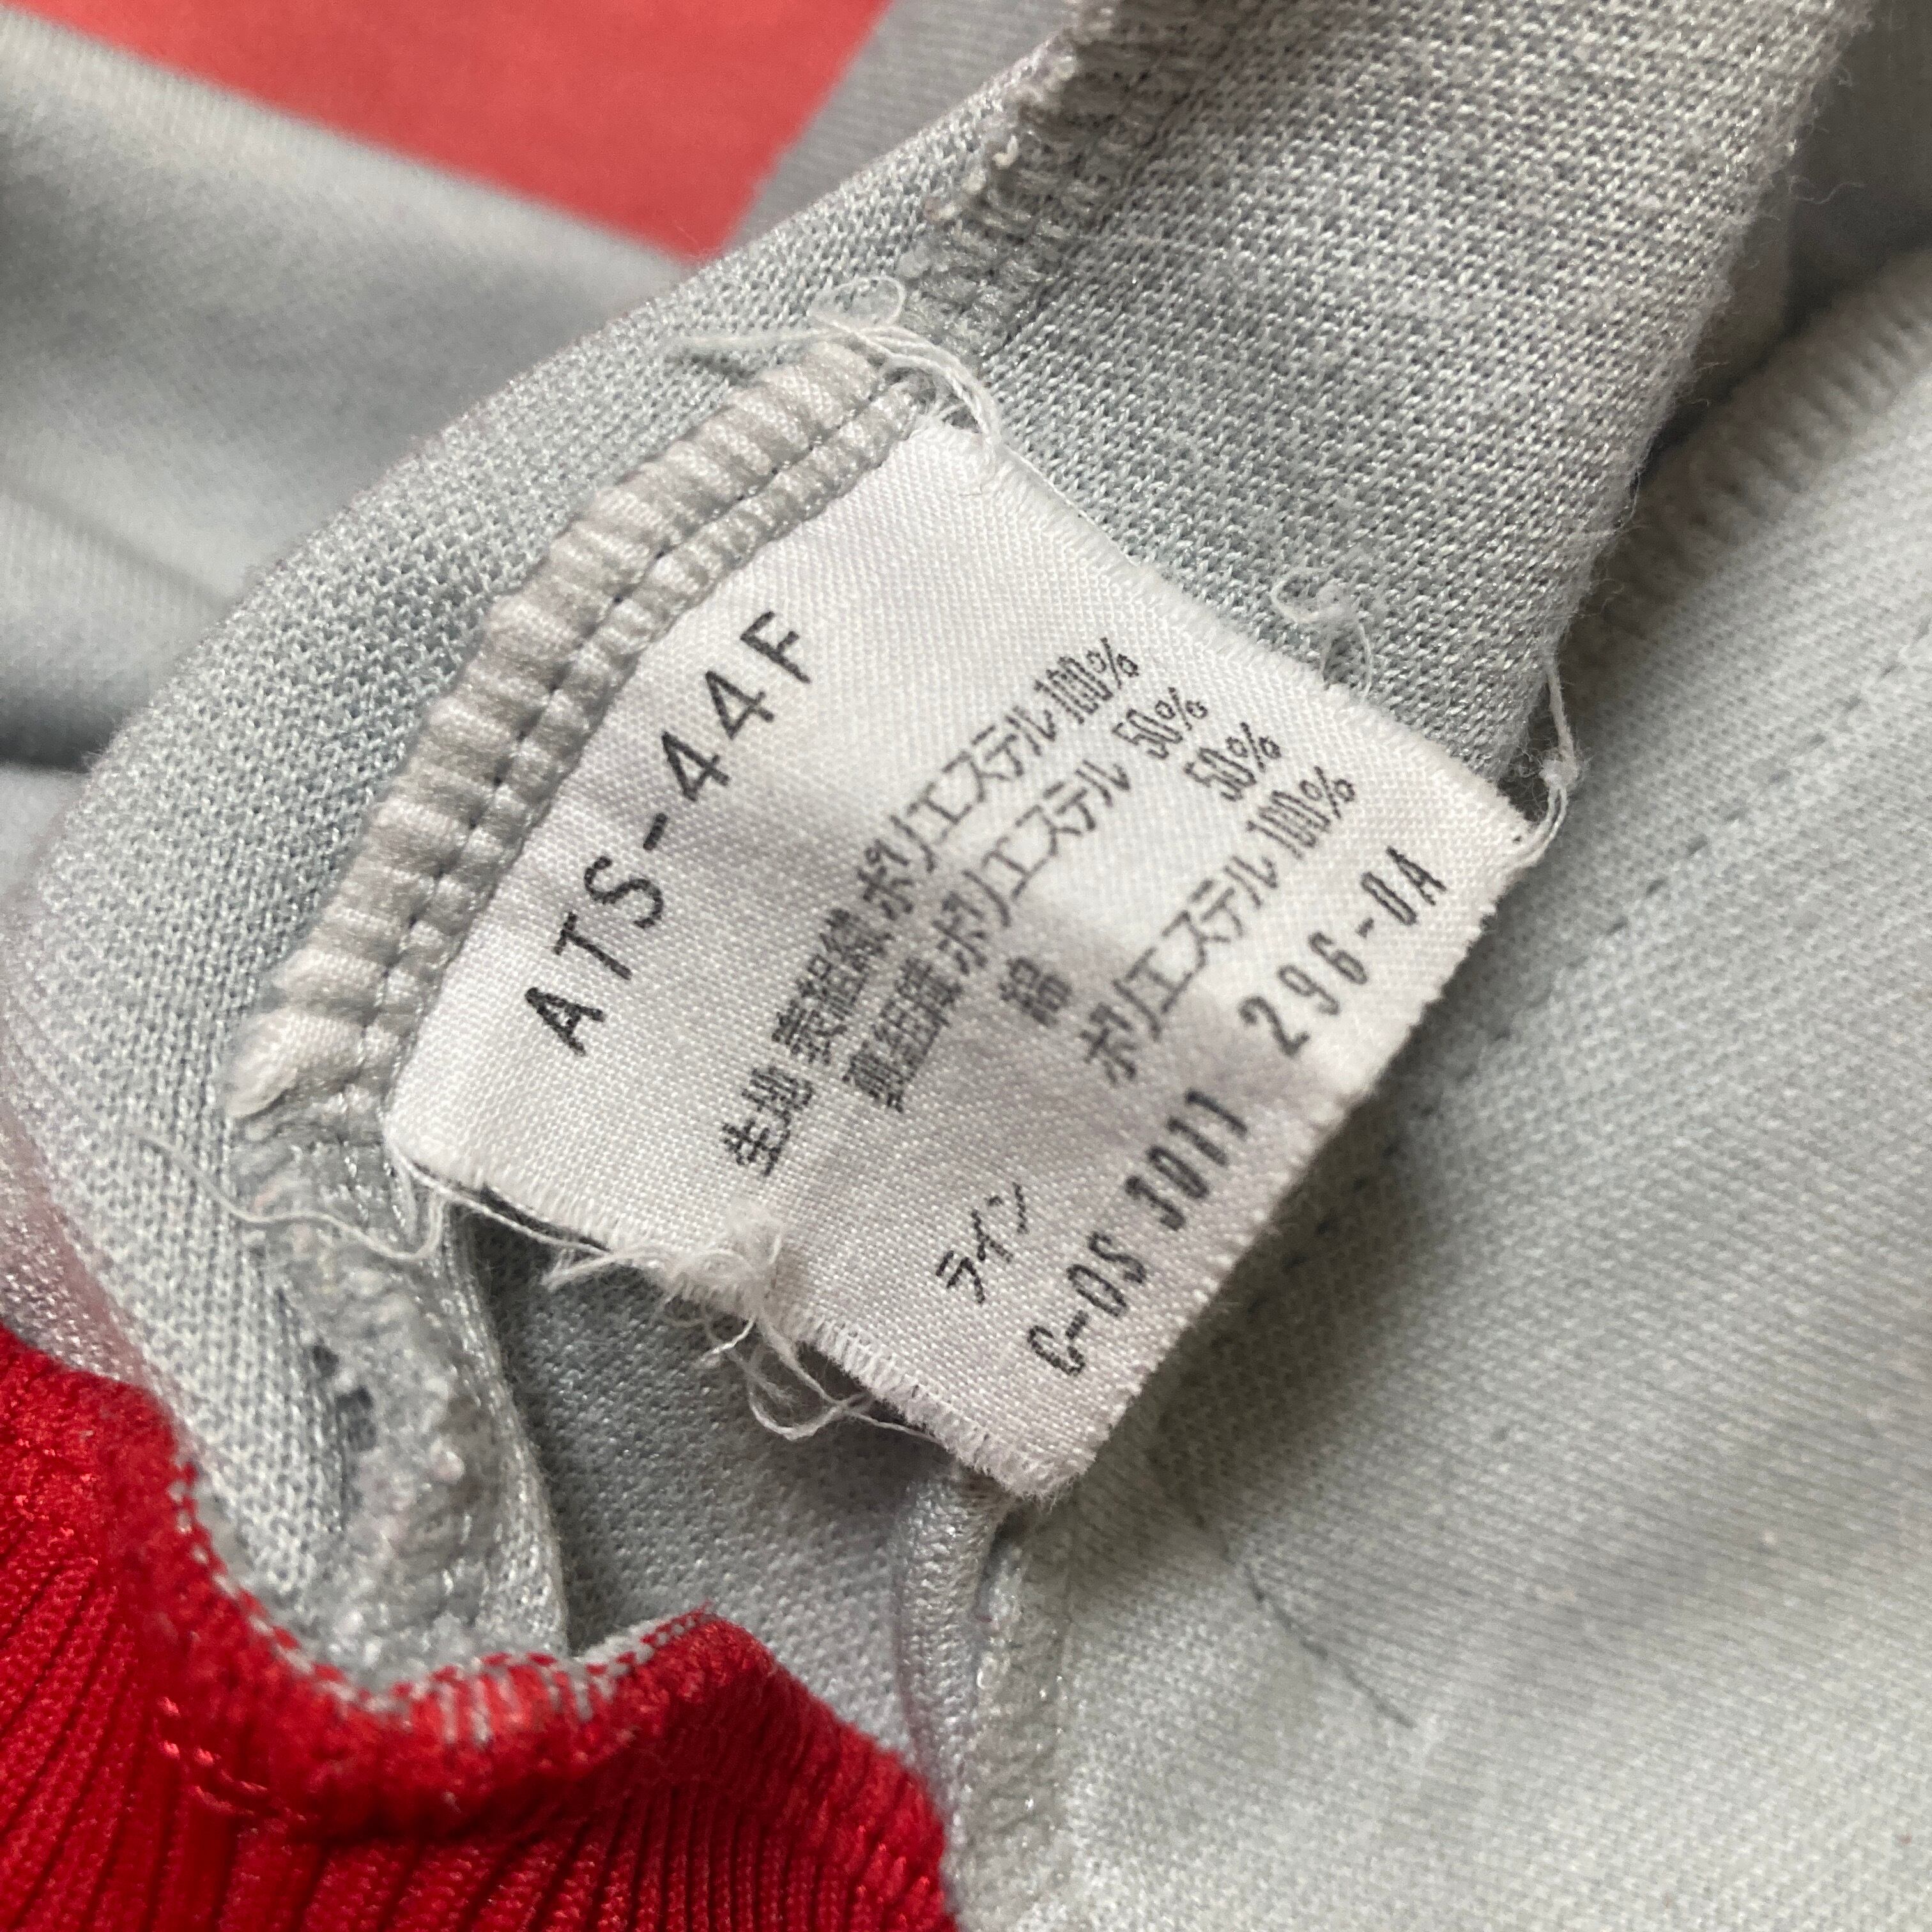 ATS-44F
生地 表組織 ポリエステル 100%
裏組織 ポリエステル 50%
綿 50%
ライン ポリエステル 100%
C-OS 3011 296-0A